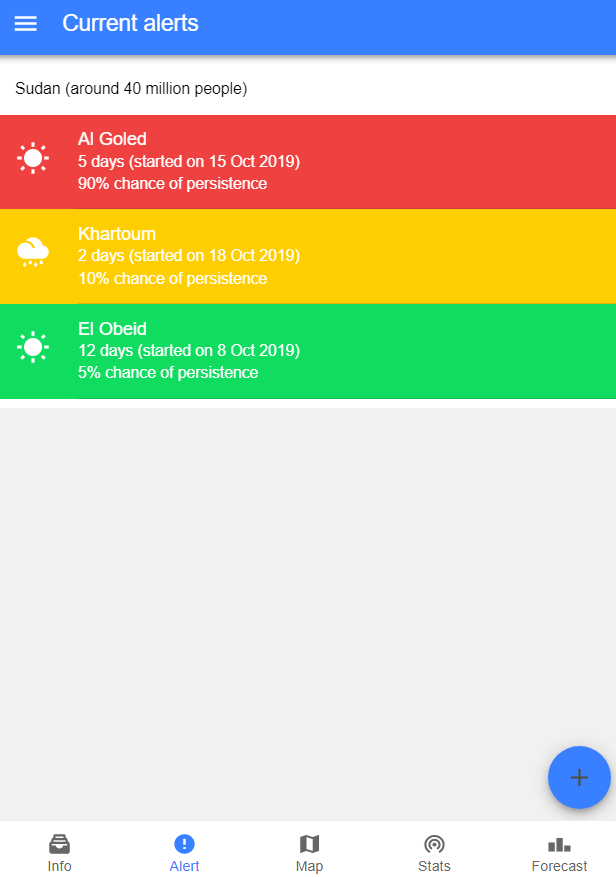 Current alerts
Sudan (around 40 million people)
Al Goled
5 days (started on 15 Oct 2019)
90% chance of persistence
Khartoum
2 days (started on 18 Oct 2019)
10% chance of persistence
El Obeid
12 days (started on 8 Oct 2019)
5% chance of persistence
Info Alert Map Stats Forecast